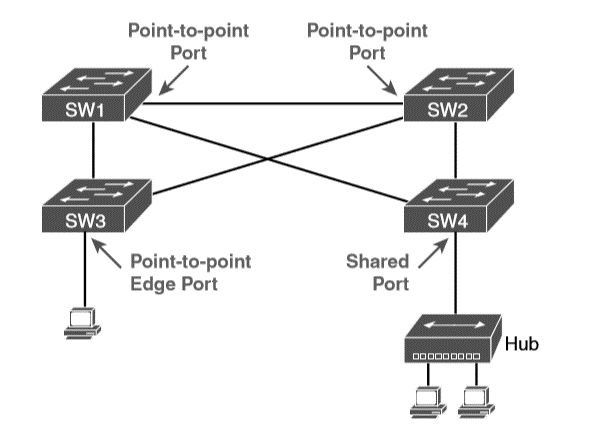 Point-to-point
Port
Point-to-point
Port
SW1
SW2
SW3
SW4
Point-to-point
Edge Port
Shared
Port
Hub